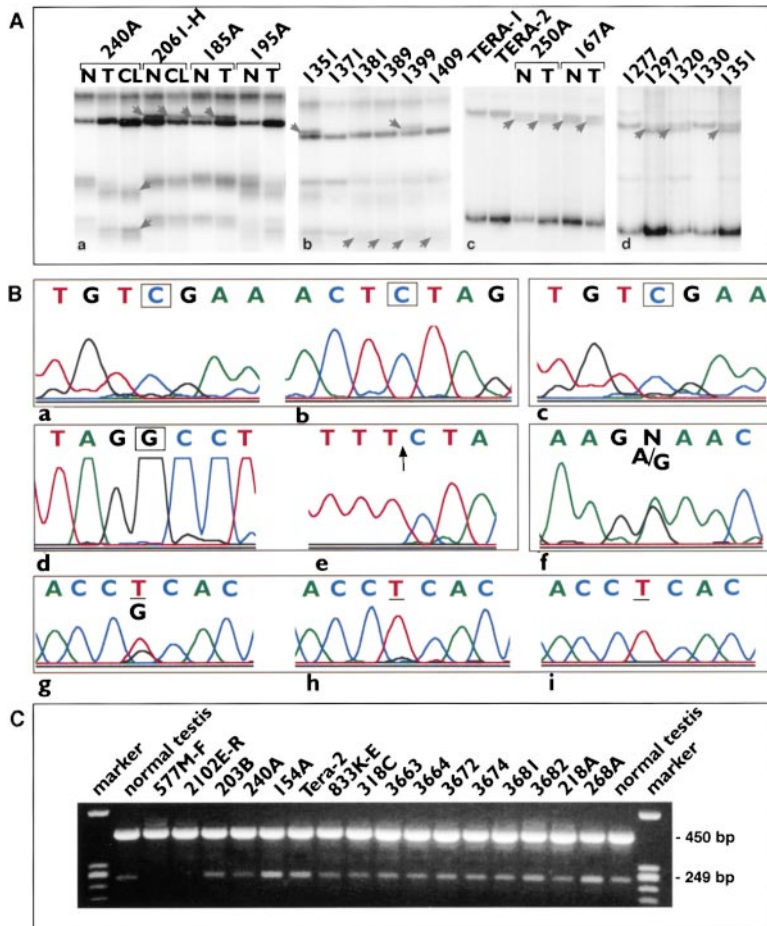 A
240A 2061-H 185A 195A
N T CL N CL N T N T
a
1351 1371 1381 1389 1399 1409
b
TERA-1 TERA-2 250A 167A
N T N T
c
1277 1297 1320 1330 1351
d
B
T G T C G A A
a
A C T C T A G
b
T G T C G A A
c
T A G G C C T
d
T T T C T A
e
A A G N A A C
A/G
f
A C C T C A C
G
g
A C C T C A C
h
A C C T C A C
i
C
marker normal testis 577M-F 2102E-R 203B 240A 154A Tera-2 833K-E 318C 3663 3664 3672 3674 3681 3682 218A 268A normal testis marker
- 450 bp
- 249 bp